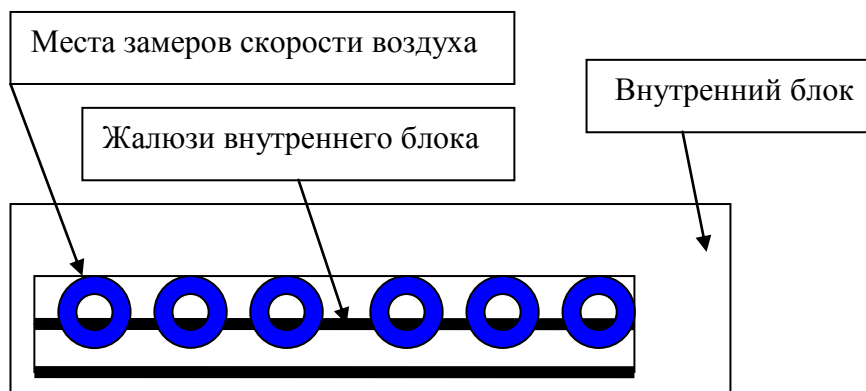 Места замеров скорости воздуха
Внутренний блок
Жалюзи внутреннего блока